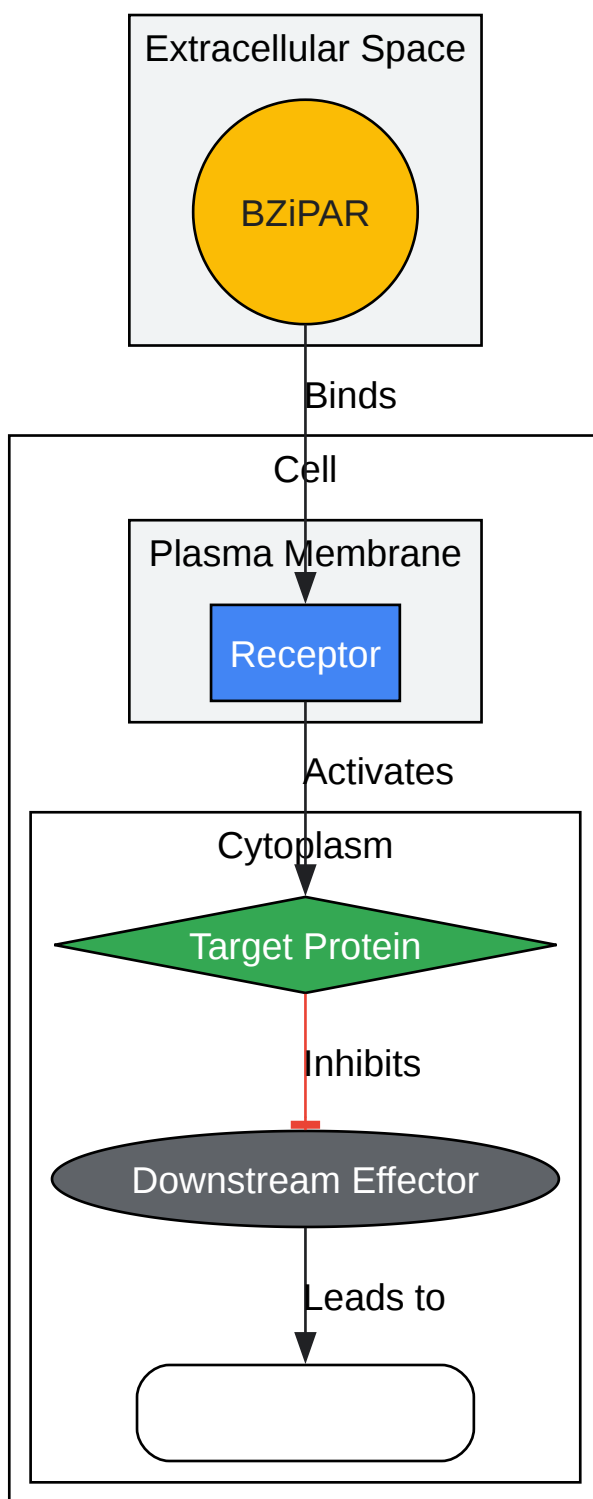 Extracellular Space
BZiPAR
Binds
Cell
Plasma Membrane
Receptor
Activates
Cytoplasm
Target Protein
Inhibits
Downstream Effector
Leads to